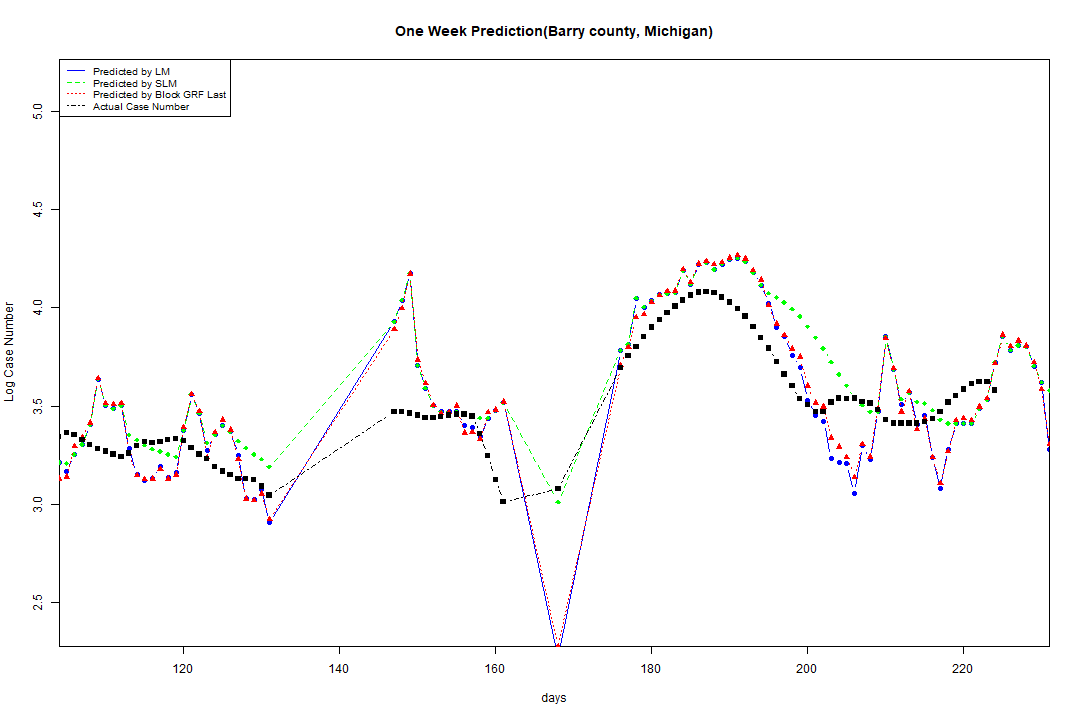 One Week Prediction(Barry county, Michigan)
Predicted by LM
Predicted by SLM
Predicted by Block GRF Last
Actual Case Number
5.0
4.5
4.0
3.5
3.0
2.5
Log Case Number
120
140
160
180
200
220
days